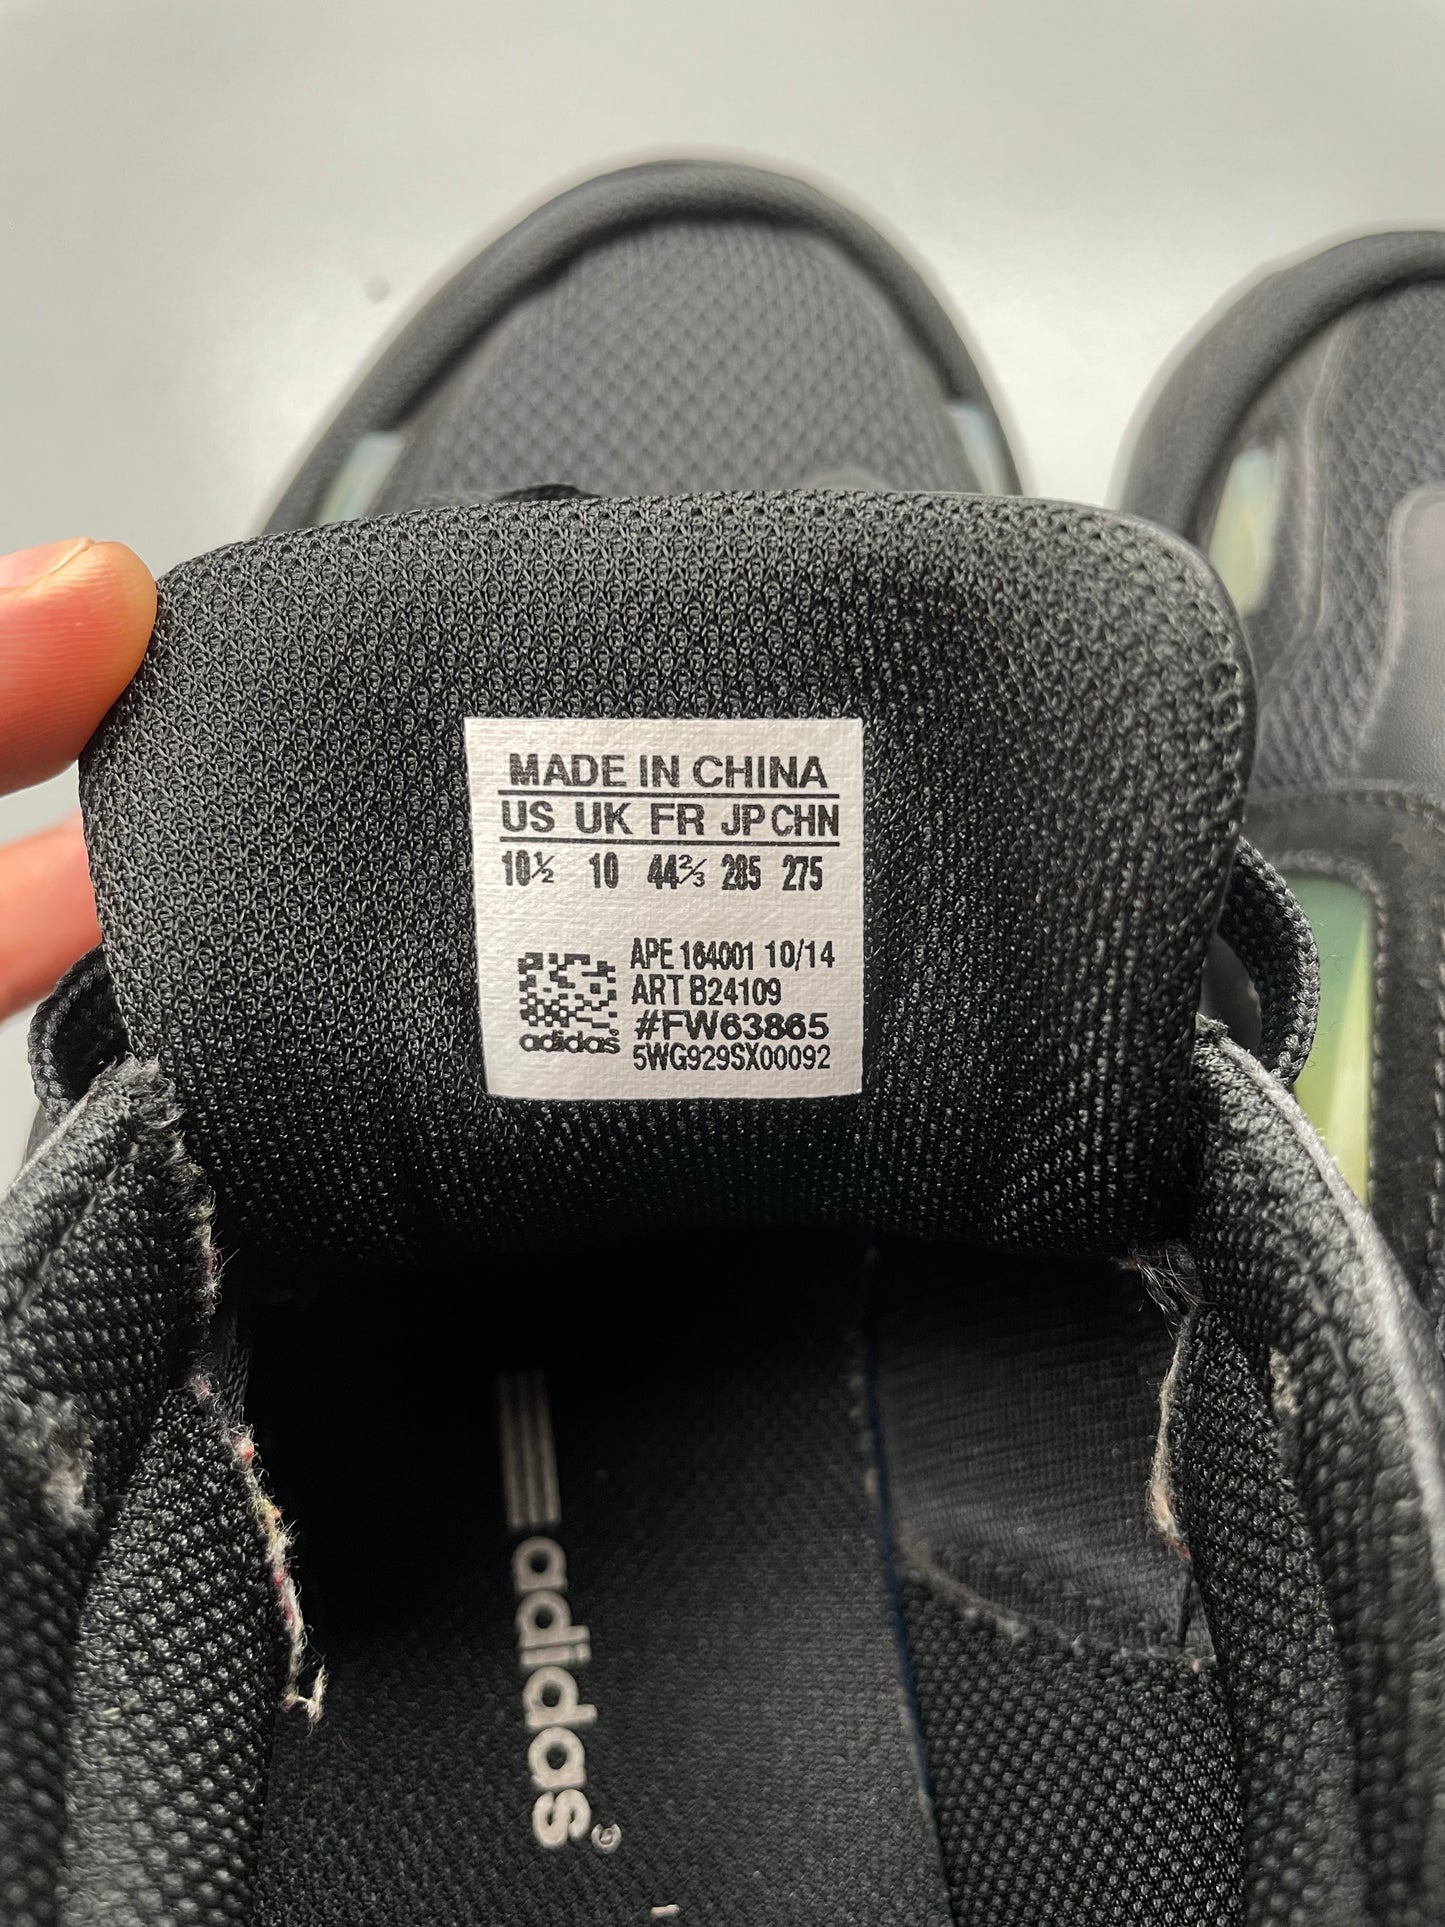 MADE IN CHINA
US UK FR JP CHN
10½ 10 44⅔ 285 275
APE 164001 10/14
ART B24109
#FW63865
adidas
5WG929SX00092
adidas